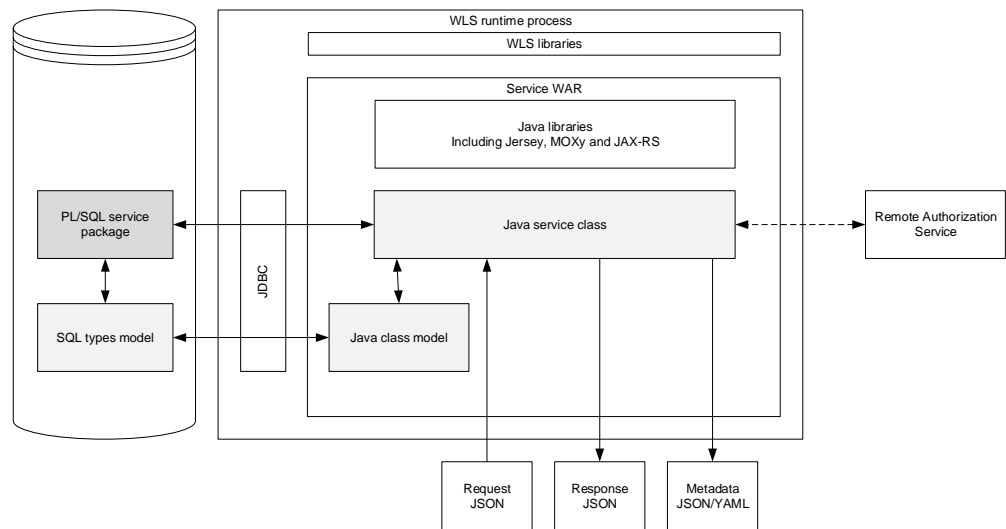 WLS runtime process
WLS libraries
Service WAR
Java libraries
Including Jersey, MOXy and JAX-RS
PL/SQL service
package
JDBC
Java service class
Remote Authorization
Service
SQL types model
Java class model
Request
JSON
Response
JSON
Metadata
JSON/YAML